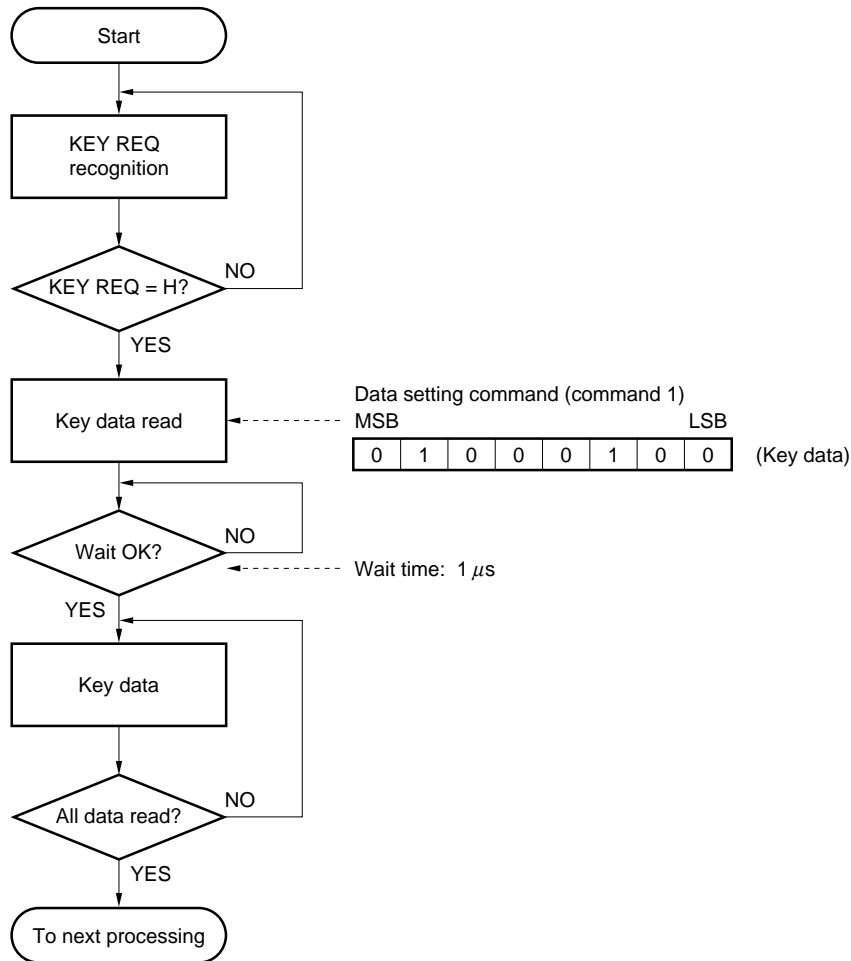 Start
KEY REQ
recognition
KEY REQ = H?
NO
YES
Key data read
Data setting command (command 1)
MSB LSB
0 1 0 0 0 1 0 0 (Key data)
Wait OK?
NO
Wait time: 1 μs
YES
Key data
All data read?
NO
YES
To next processing